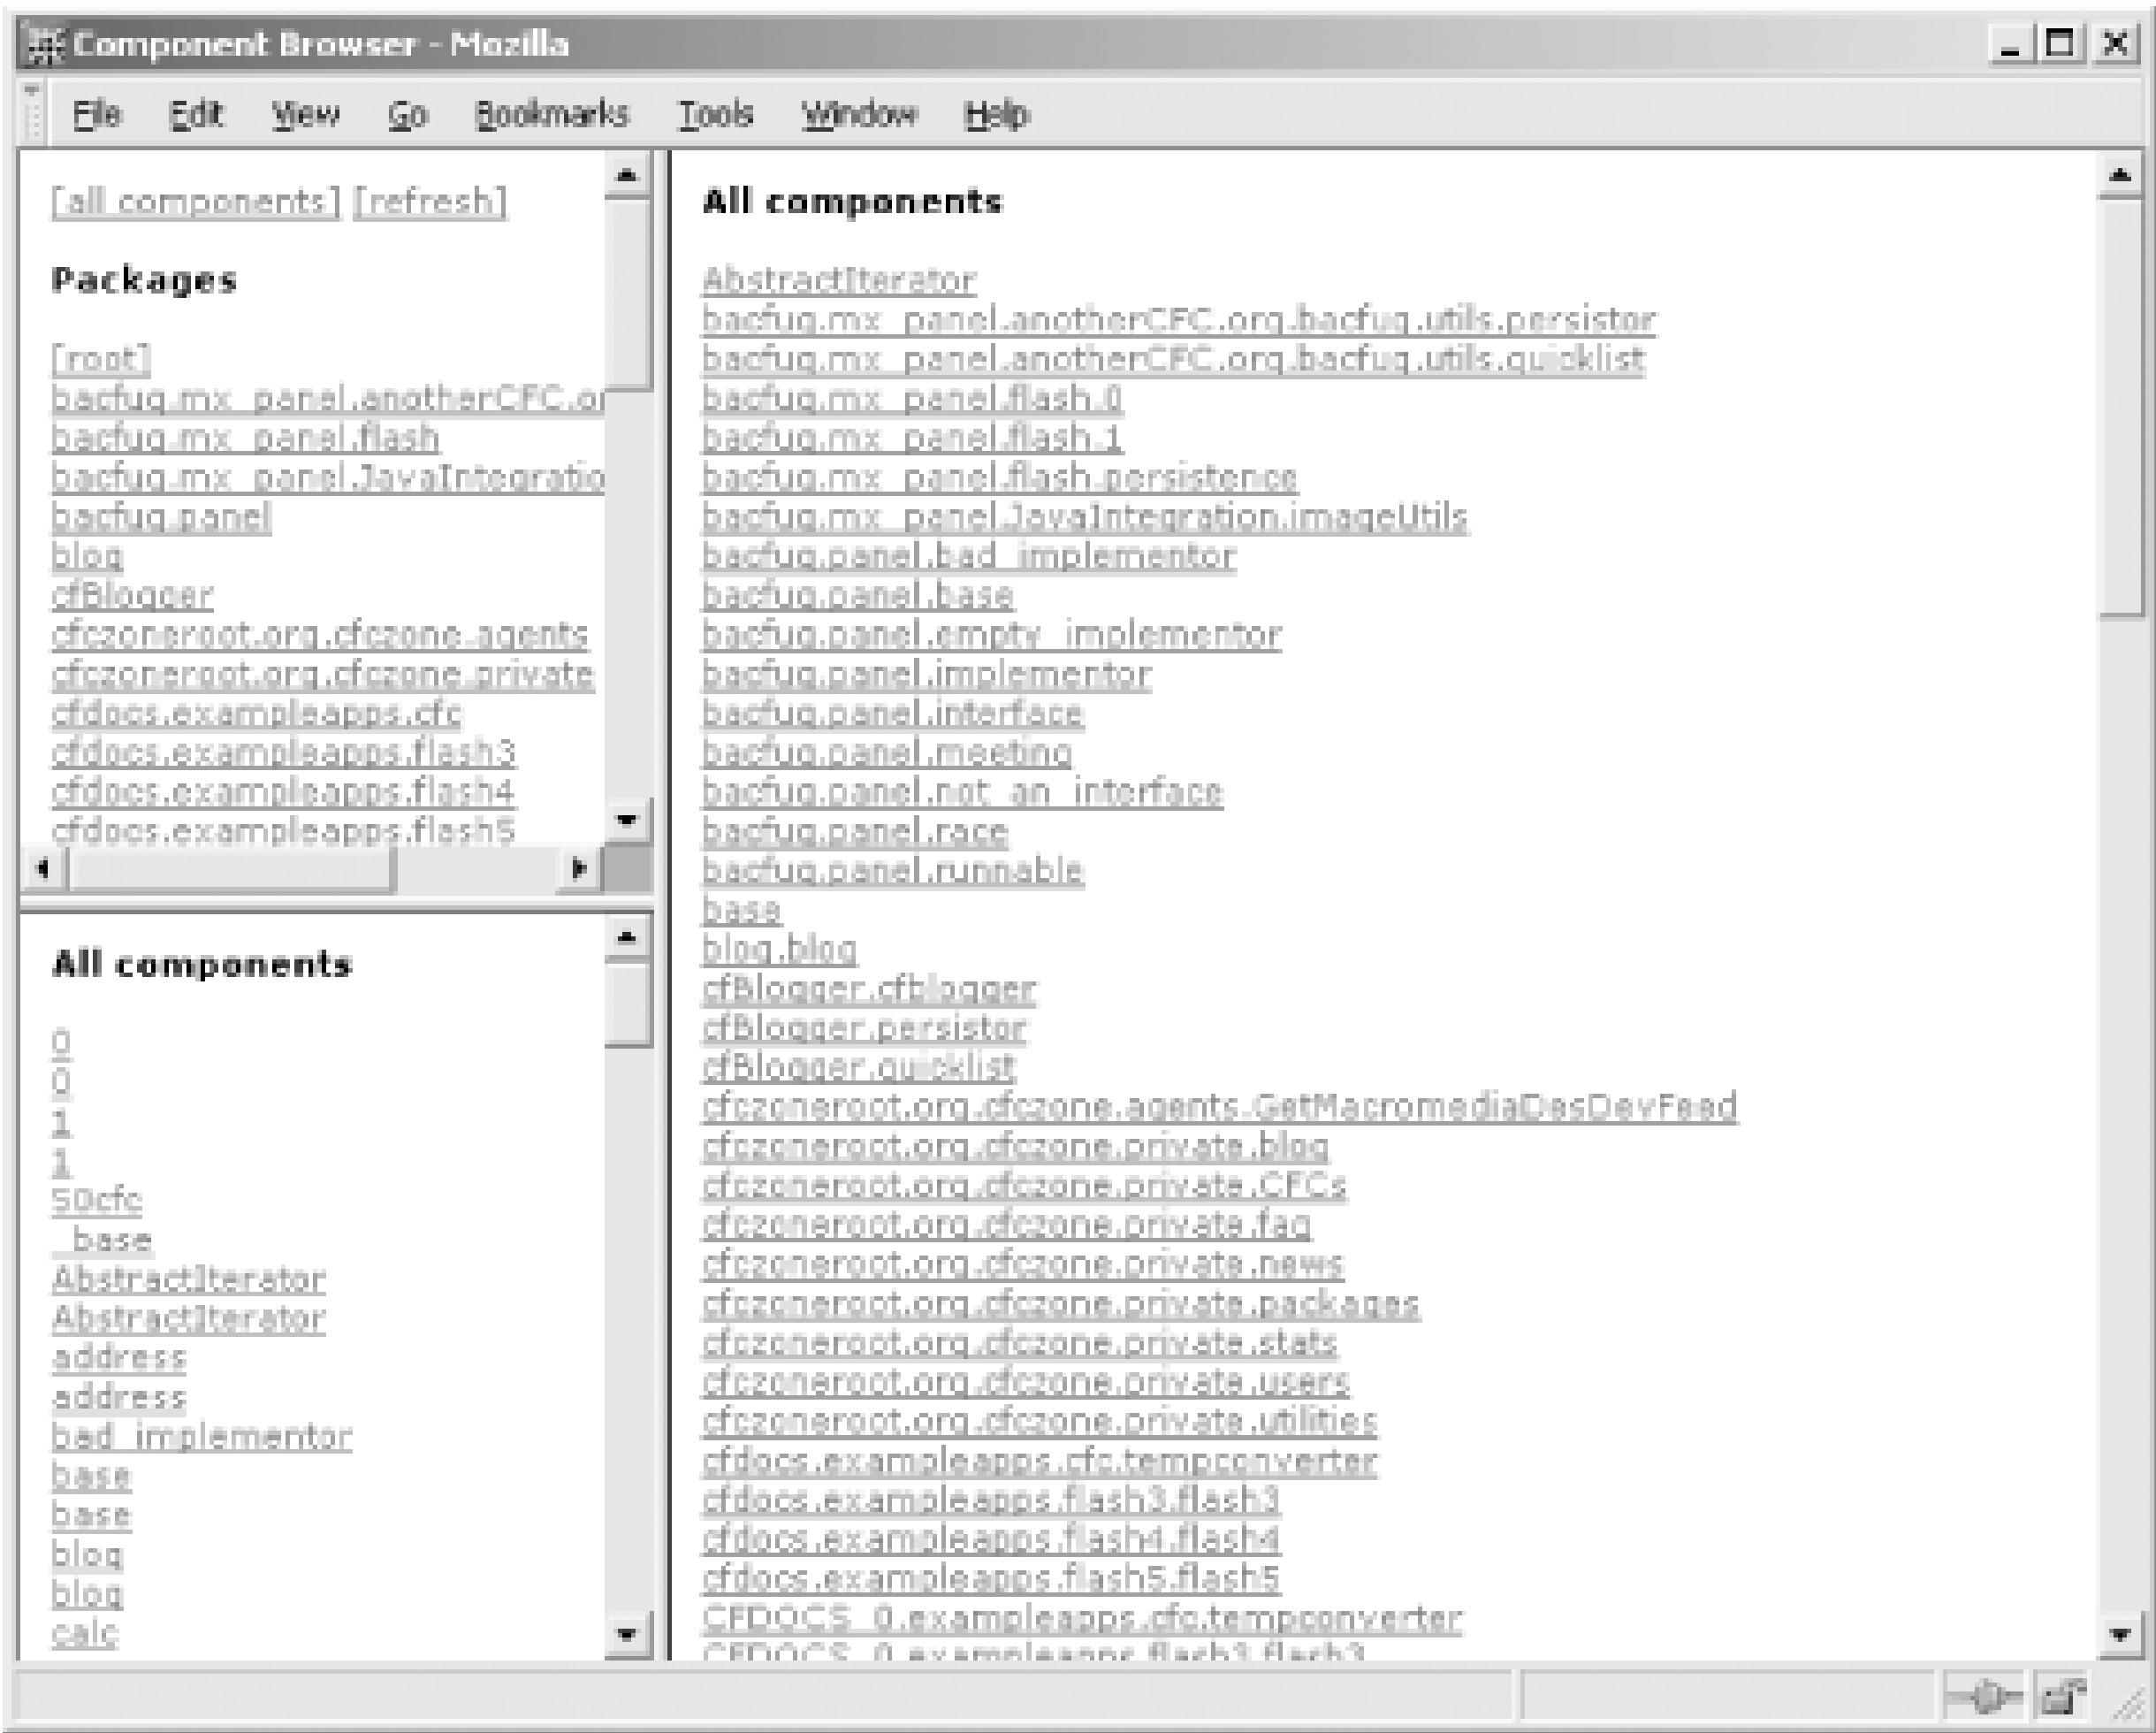 Component Browser - Mozilla
File Edit View Go Bookmarks Tools Window Help
[all components] [refresh]
Packages
[root]
bacfug.mx_panel.anotherCFC.or
bacfug.mx_panel.flash
bacfug.mx_panel.JavaIntegratio
bacfug.panel
blog
cfBlogger
cfczoneroot.org.cfczone.agents
cfczoneroot.org.cfczone.private
cfdocs.exampleapps.cfc
cfdocs.exampleapps.flash3
cfdocs.exampleapps.flash4
cfdocs.exampleapps.flash5
All components
0
0
1
1
50cfc
_base
AbstractIterator
AbstractIterator
address
address
bad_implementor
base
base
blog
blog
calc
All components
AbstractIterator
bacfug.mx_panel.anotherCFC.org.bacfug.utils.persistor
bacfug.mx_panel.anotherCFC.org.bacfug.utils.quicklist
bacfug.mx_panel.flash.0
bacfug.mx_panel.flash.1
bacfug.mx_panel.flash.persistence
bacfug.mx_panel.JavaIntegration.imageUtils
bacfug.panel.bad_implementor
bacfug.panel.base
bacfug.panel.empty_implementor
bacfug.panel.implementor
bacfug.panel.interface
bacfug.panel.meeting
bacfug.panel.not_an_interface
bacfug.panel.race
bacfug.panel.runnable
base
blog.blog
cfBlogger.cfblogger
cfBlogger.persistor
cfBlogger.quicklist
cfczoneroot.org.cfczone.agents.GetMacromediaDesDevFeed
cfczoneroot.org.cfczone.private.blog
cfczoneroot.org.cfczone.private.CFCs
cfczoneroot.org.cfczone.private.faq
cfczoneroot.org.cfczone.private.news
cfczoneroot.org.cfczone.private.packages
cfczoneroot.org.cfczone.private.stats
cfczoneroot.org.cfczone.private.users
cfczoneroot.org.cfczone.private.utilities
cfdocs.exampleapps.cfc.tempconverter
cfdocs.exampleapps.flash3.flash3
cfdocs.exampleapps.flash4.flash4
cfdocs.exampleapps.flash5.flash5
CFDOCS_0.exampleapps.cfc.tempconverter
CFDOCS_0.exampleapps.flash3.flash3